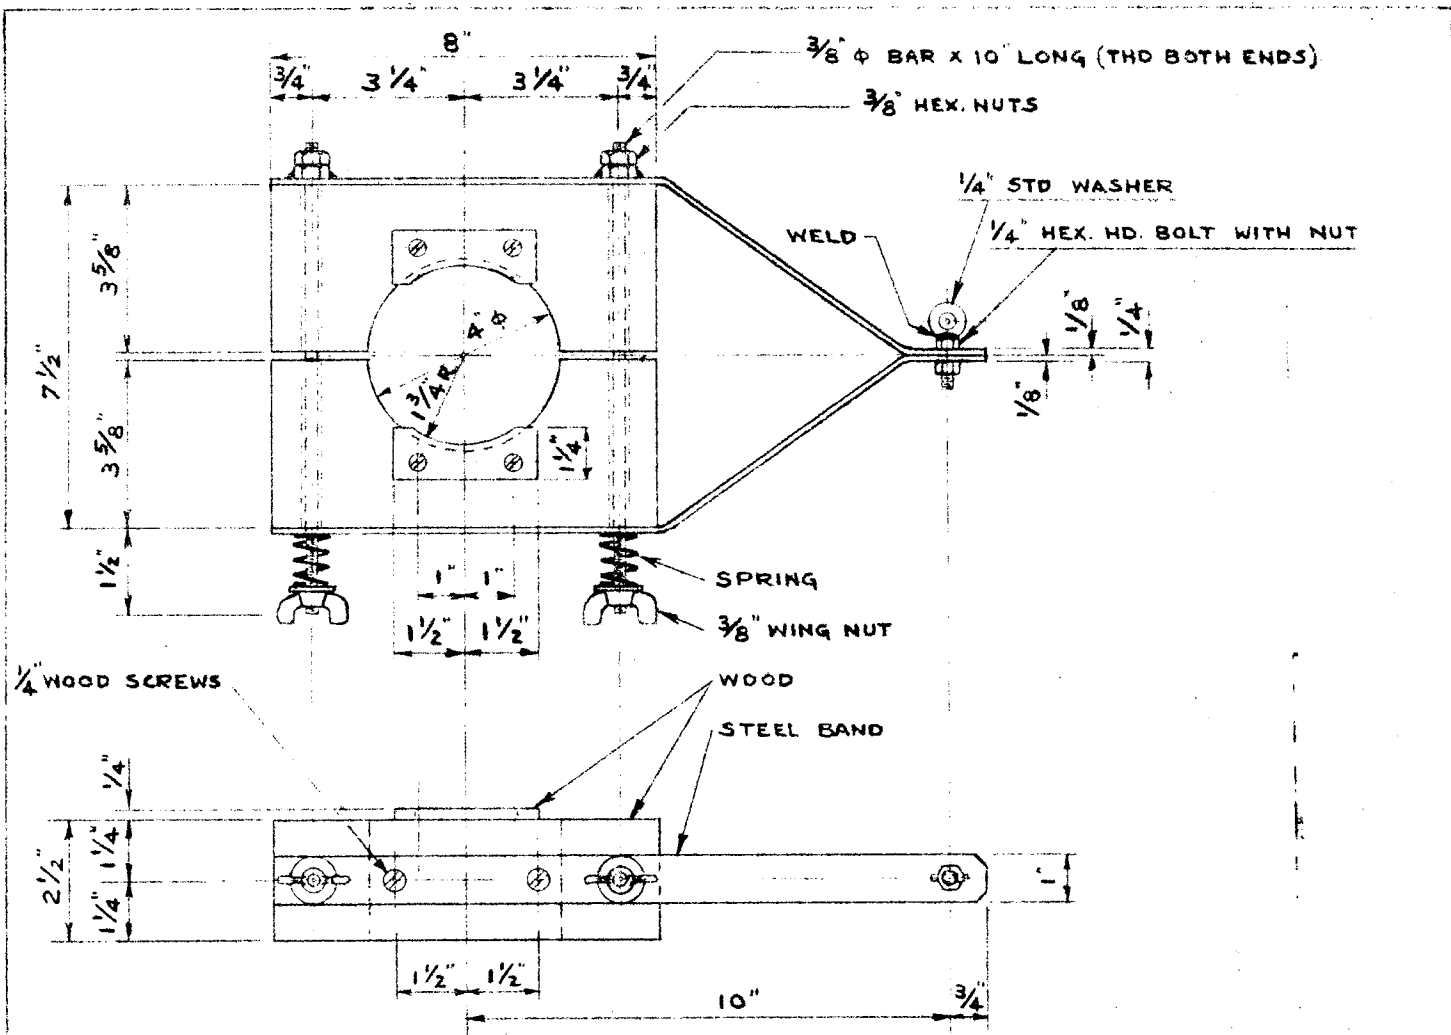 8"
3/4" 3 1/4" 3 1/4" 3/4"
3/8" φ BAR X 10" LONG (THD BOTH ENDS)
3/8" HEX. NUTS
1/4" STD WASHER
1/4" HEX. HD. BOLT WITH NUT
WELD
3 5/8"
7 1/2"
3 5/8"
1 1/2"
4" φ
1 3/4 R
1 1/4"
1/8"
1/4"
1/8"
SPRING
1" 1"
3/8" WING NUT
1 1/2" 1 1/2"
1/4" WOOD SCREWS
WOOD
STEEL BAND
1/4"
1 1/4"
2 1/2"
1 1/4"
1"
1 1/2" 1 1/2"
10"
3/4"